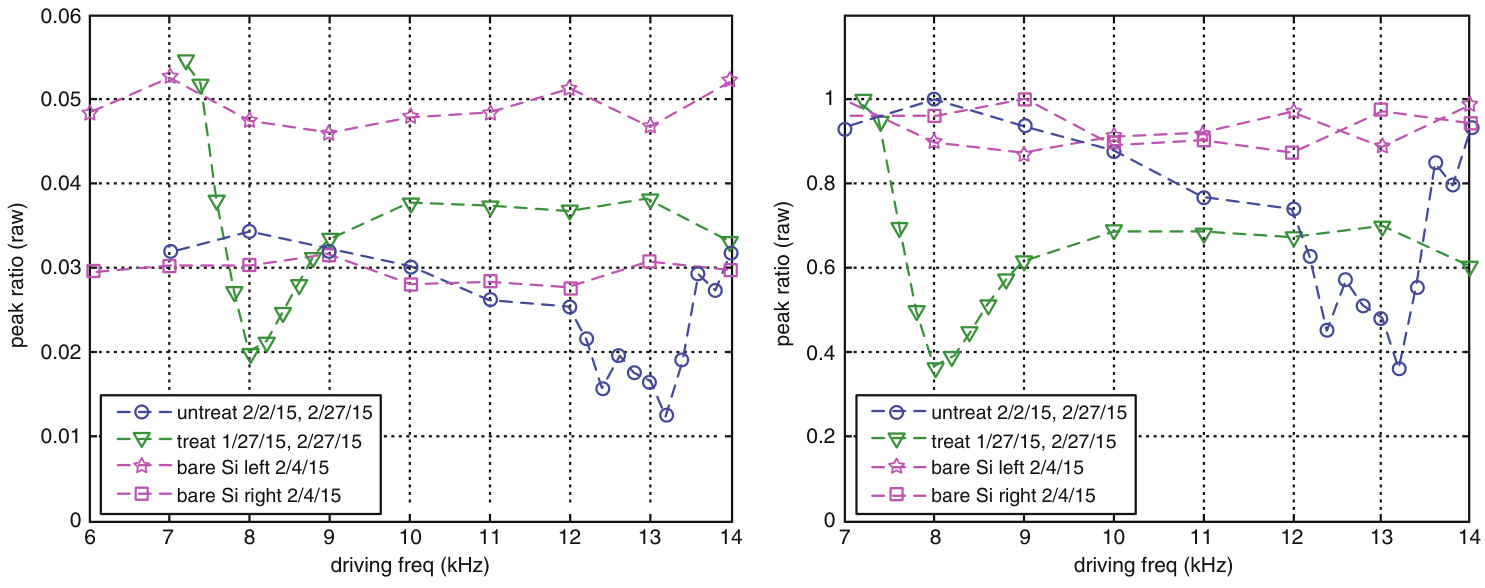 0.06
0.05
0.04
0.03
0.02
0.01
0
peak ratio (raw)
untreat 2/2/15, 2/27/15
treat 1/27/15, 2/27/15
bare Si left 2/4/15
bare Si right 2/4/15
6 7 8 9 10 11 12 13 14
driving freq (kHz)
1
0.8
0.6
0.4
0.2
0
peak ratio (raw)
untreat 2/2/15, 2/27/15
treat 1/27/15, 2/27/15
bare Si left 2/4/15
bare Si right 2/4/15
7 8 9 10 11 12 13 14
driving freq (kHz)